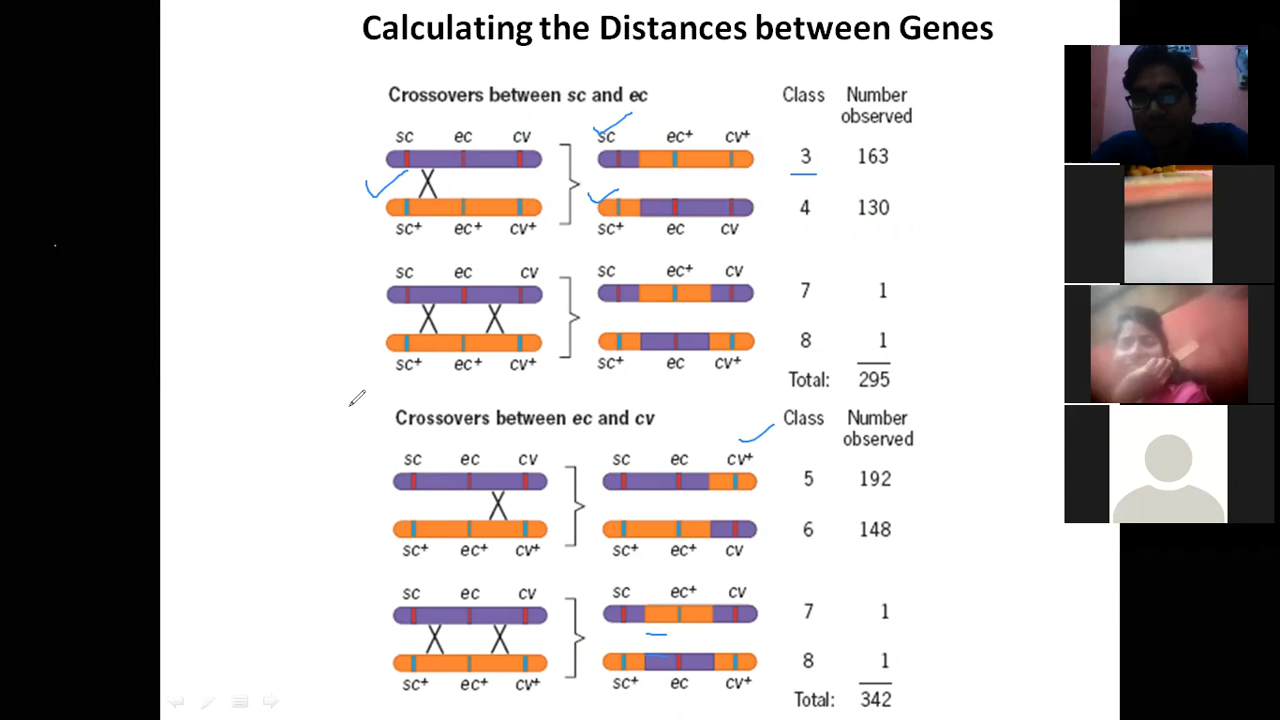 Calculating the Distances between Genes
Crossovers between sc and ec
Class Number observed
sc ec cv
sc ec+ cv+
3 163
4 130
sc+ ec+ cv+
sc+ ec cv
sc ec cv
sc ec+ cv
7 1
8 1
sc+ ec+ cv+
sc+ ec cv+
Total: 295
Crossovers between ec and cv
Class Number observed
sc ec cv
sc ec cv+
5 192
6 148
sc+ ec+ cv+
sc+ ec+ cv
sc ec cv
sc ec+ cv
7 1
8 1
sc+ ec+ cv+
sc+ ec cv+
Total: 342